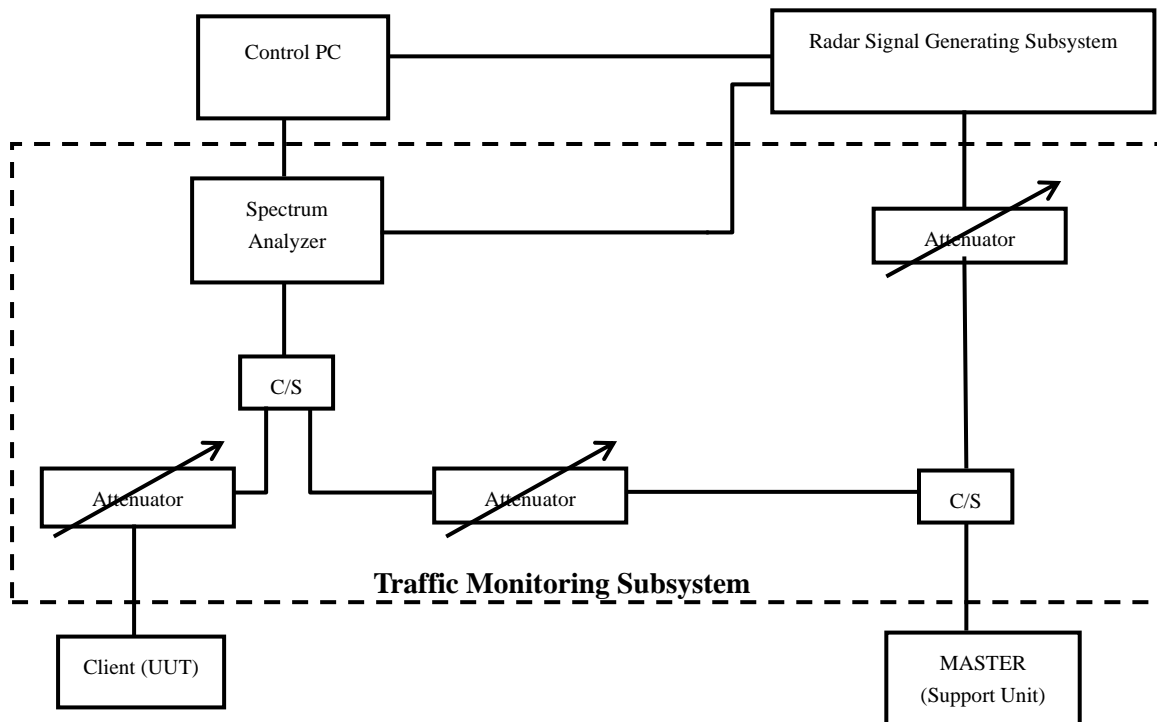 Control PC
Radar Signal Generating Subsystem
Spectrum
Analyzer
Attenuator
C/S
Attenuator
Attenuator
C/S
Traffic Monitoring Subsystem
Client (UUT)
MASTER
(Support Unit)